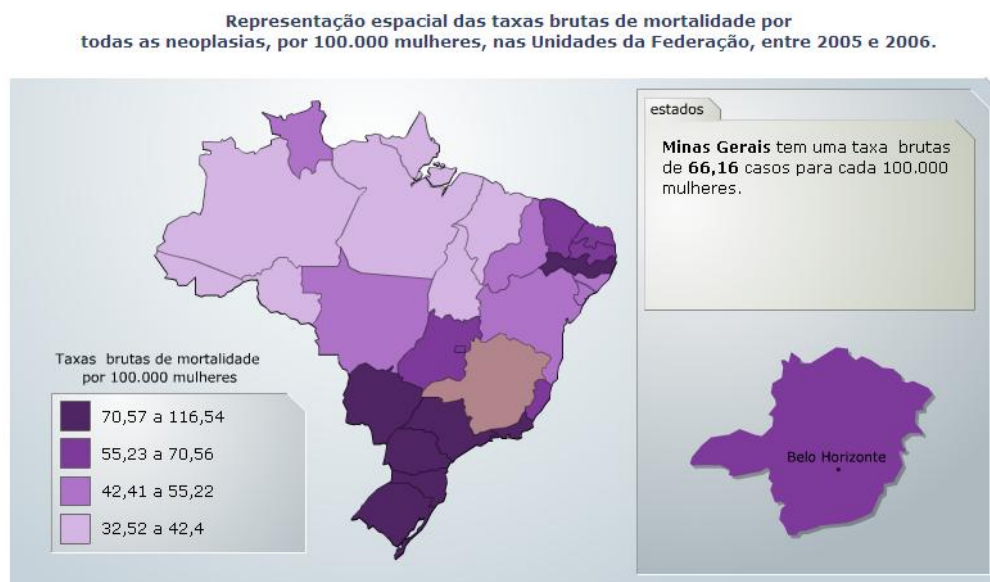 Representação espacial das taxas brutas de mortalidade por
todas as neoplasias, por 100.000 mulheres, nas Unidades da Federação, entre 2005 e 2006.
estados
Minas Gerais tem uma taxa brutas
de 66,16 casos para cada 100.000
mulheres.
Taxas brutas de mortalidade
por 100.000 mulheres
70,57 a 116,54
55,23 a 70,56
42,41 a 55,22
32,52 a 42,4
Belo Horizonte